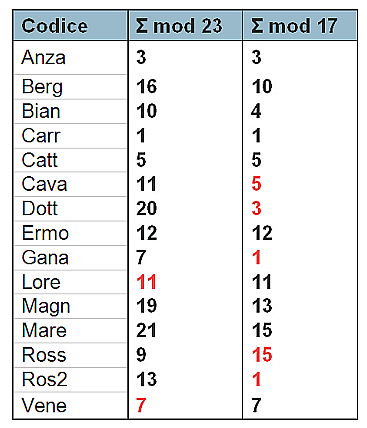 Codice Σ mod 23 Σ mod 17
Anza 3 3
Berg 16 10
Bian 10 4
Carr 1 1
Catt 5 5
Cava 11 5
Dott 20 3
Ermo 12 12
Gana 7 1
Lore 11 11
Magn 19 13
Mare 21 15
Ross 9 15
Ros2 13 1
Vene 7 7